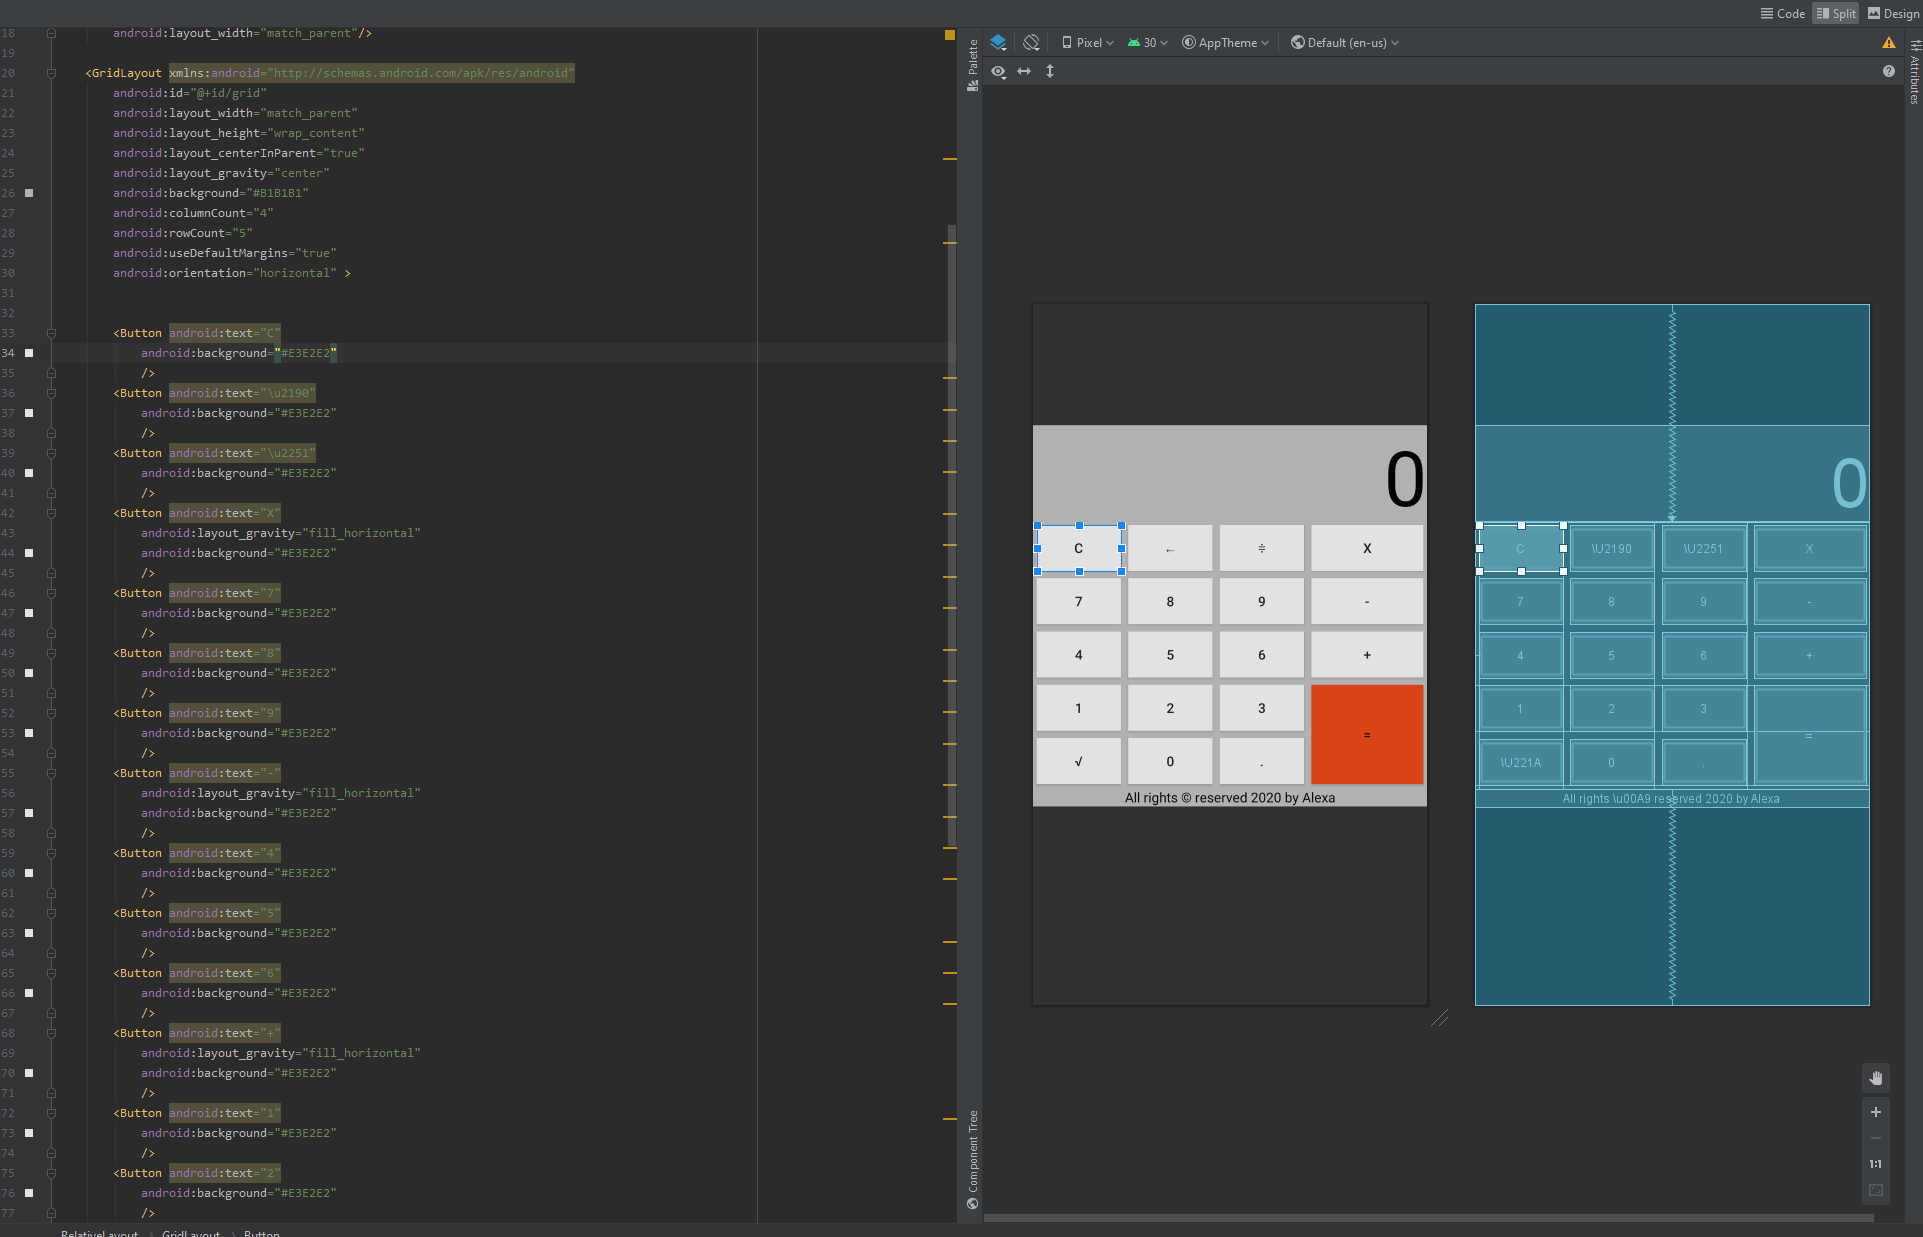 Code Split Design
18 android:layout_width="match_parent"/>
19
20 <GridLayout xmlns:android="http://schemas.android.com/apk/res/android"
21 android:id="@+id/grid"
22 android:layout_width="match_parent"
23 android:layout_height="wrap_content"
24 android:layout_centerInParent="true"
25 android:layout_gravity="center"
26 android:background="#B1B1B1"
27 android:columnCount="4"
28 android:rowCount="5"
29 android:useDefaultMargins="true"
30 android:orientation="horizontal" >
31
32
33 <Button android:text="C"
34 android:background="#E3E2E2"
35 />
36 <Button android:text="\u2190"
37 android:background="#E3E2E2"
38 />
39 <Button android:text="\u2251"
40 android:background="#E3E2E2"
41 />
42 <Button android:text="X"
43 android:layout_gravity="fill_horizontal"
44 android:background="#E3E2E2"
45 />
46 <Button android:text="7"
47 android:background="#E3E2E2"
48 />
49 <Button android:text="8"
50 android:background="#E3E2E2"
51 />
52 <Button android:text="9"
53 android:background="#E3E2E2"
54 />
55 <Button android:text="-"
56 android:layout_gravity="fill_horizontal"
57 android:background="#E3E2E2"
58 />
59 <Button android:text="4"
60 android:background="#E3E2E2"
61 />
62 <Button android:text="5"
63 android:background="#E3E2E2"
64 />
65 <Button android:text="6"
66 android:background="#E3E2E2"
67 />
68 <Button android:text="+"
69 android:layout_gravity="fill_horizontal"
70 android:background="#E3E2E2"
71 />
72 <Button android:text="1"
73 android:background="#E3E2E2"
74 />
75 <Button android:text="2"
76 android:background="#E3E2E2"
77 />
RelativeLayout > GridLayout > Button
Palette
Component Tree
Pixel 30 AppTheme Default (en-us)
Attributes
0
C ← ÷ X
7 8 9 -
4 5 6 +
1 2 3
=
√ 0 .
All rights © reserved 2020 by Alexa
0
C \U2190 \U2251 X
7 8 9 -
4 5 6 +
1 2 3
=
\U221A 0 .
All rights \u00A9 reserved 2020 by Alexa
1:1